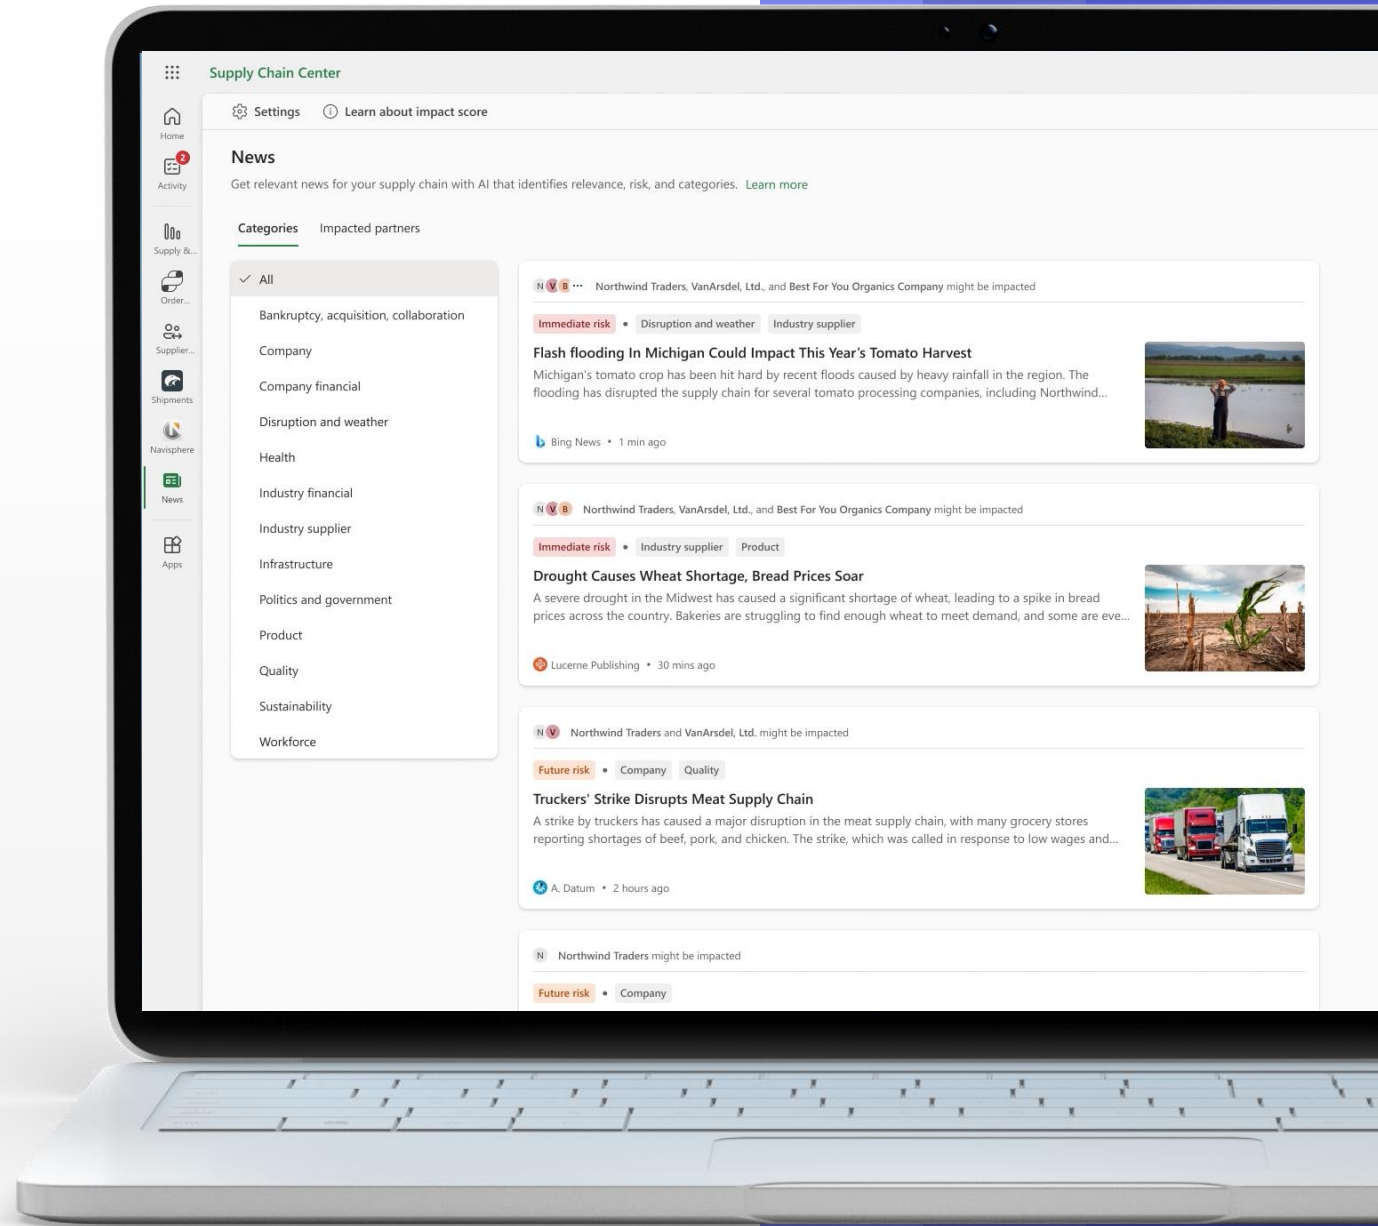 Supply Chain Center
Settings
Learn about impact score
Home
2
Activity
Supply &...
Order...
Supplier...
Shipments
Navisphere
News
Apps
News
Get relevant news for your supply chain with AI that identifies relevance, risk, and categories. Learn more
Categories
Impacted partners
All
Bankruptcy, acquisition, collaboration
Company
Company financial
Disruption and weather
Health
Industry financial
Industry supplier
Infrastructure
Politics and government
Product
Quality
Sustainability
Workforce
N V B ··· Northwind Traders, VanArsdel, Ltd., and Best For You Organics Company might be impacted
Immediate risk • Disruption and weather Industry supplier
Flash flooding In Michigan Could Impact This Year's Tomato Harvest
Michigan's tomato crop has been hit hard by recent floods caused by heavy rainfall in the region. The
flooding has disrupted the supply chain for several tomato processing companies, including Northwind...
Bing News • 1 min ago
N V B Northwind Traders, VanArsdel, Ltd., and Best For You Organics Company might be impacted
Immediate risk • Industry supplier Product
Drought Causes Wheat Shortage, Bread Prices Soar
A severe drought in the Midwest has caused a significant shortage of wheat, leading to a spike in bread
prices across the country. Bakeries are struggling to find enough wheat to meet demand, and some are eve...
Lucerne Publishing • 30 mins ago
N V Northwind Traders and VanArsdel, Ltd. might be impacted
Future risk • Company Quality
Truckers' Strike Disrupts Meat Supply Chain
A strike by truckers has caused a major disruption in the meat supply chain, with many grocery stores
reporting shortages of beef, pork, and chicken. The strike, which was called in response to low wages and...
A. Datum • 2 hours ago
N Northwind Traders might be impacted
Future risk • Company